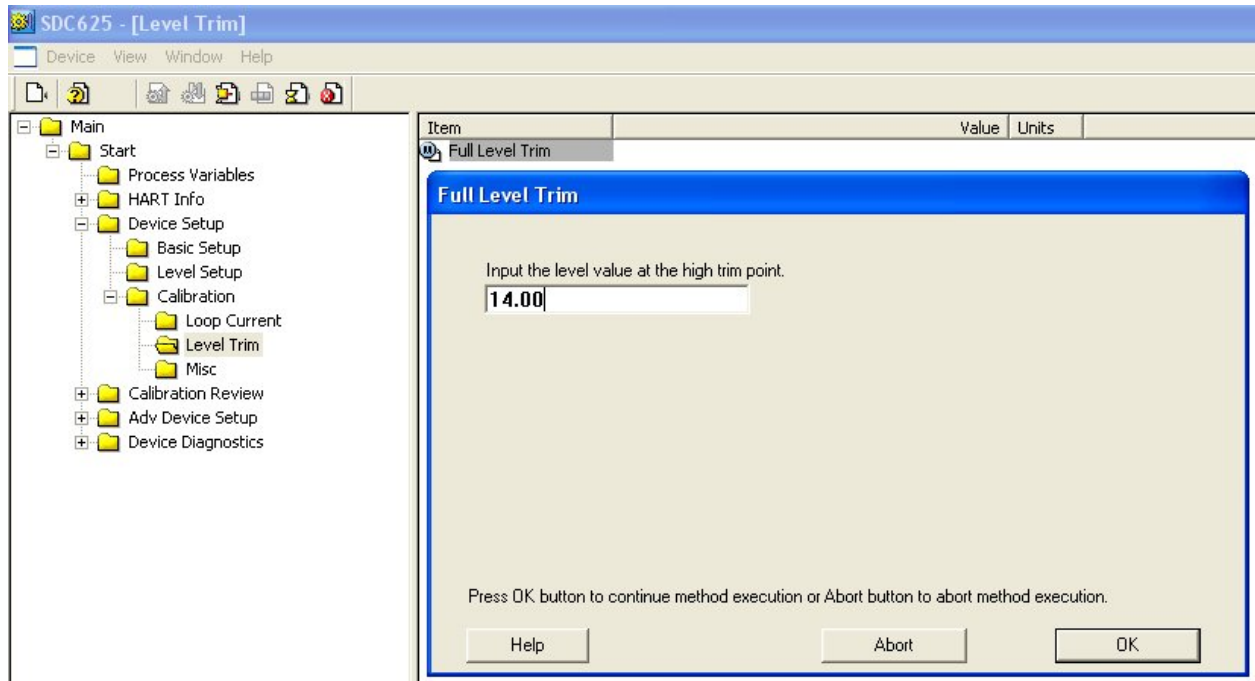 SDC625 - [Level Trim]
Device View Window Help
Main
Start
Process Variables
HART Info
Device Setup
Basic Setup
Level Setup
Calibration
Loop Current
Level Trim
Misc
Calibration Review
Adv Device Setup
Device Diagnostics
Item Value Units
Full Level Trim
Full Level Trim
Input the level value at the high trim point.
14.00
Press OK button to continue method execution or Abort button to abort method execution.
Help Abort OK